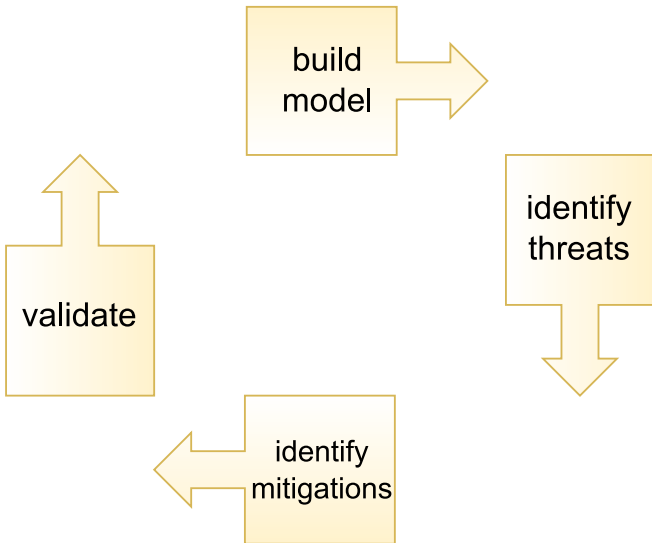 build
model
identify
threats
identify
mitigations
validate